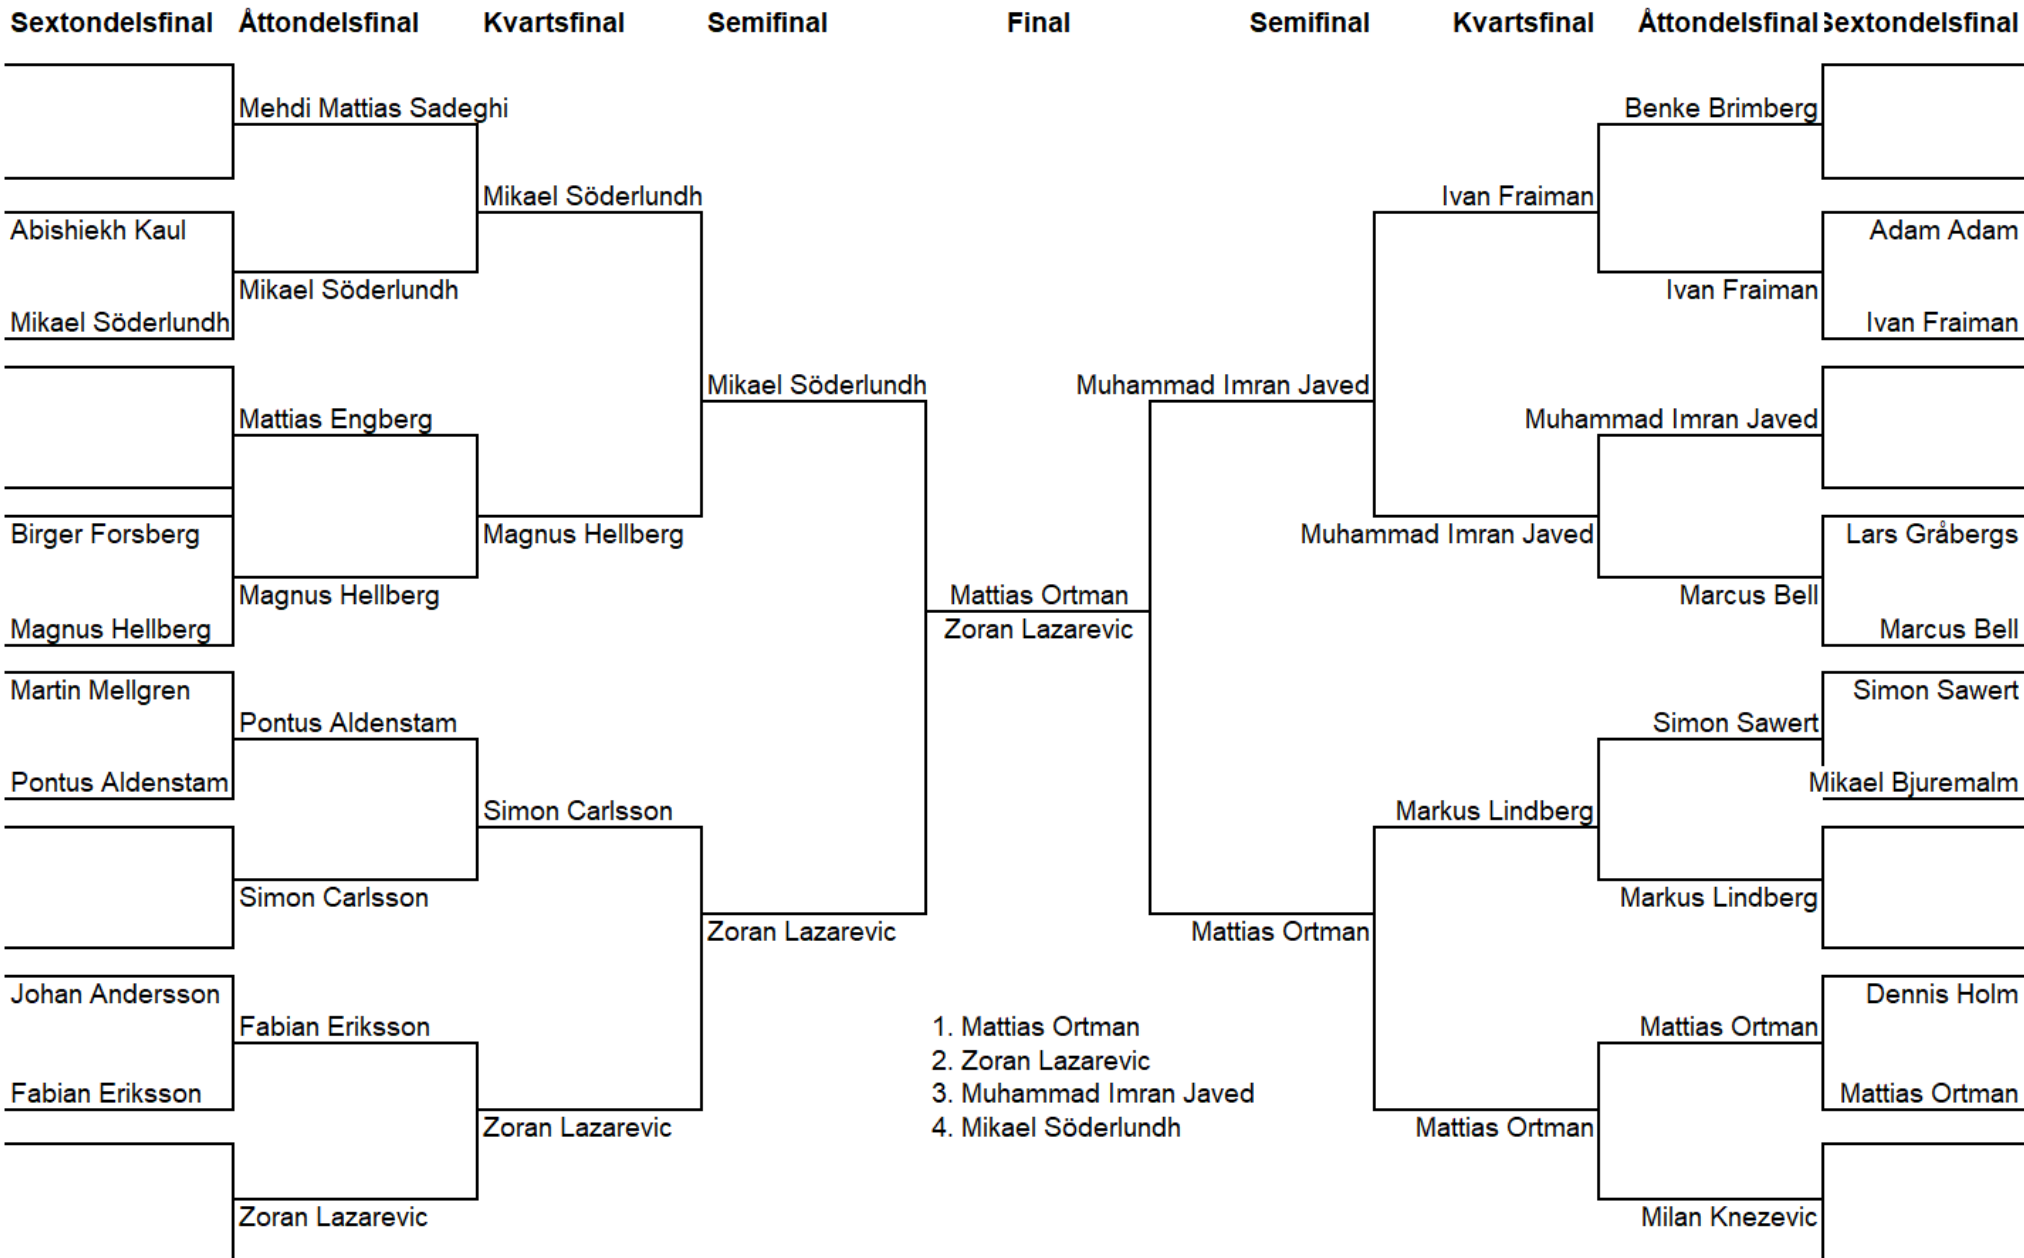 Sextondelsfinal Åttondelsfinal Kvartsfinal Semifinal Final Semifinal Kvartsfinal Åttondelsfinal Sextondelsfinal
Mehdi Mattias Sadeghi Benke Brimberg
Mikael Söderlundh Ivan Fraiman
Abishiekh Kaul Adam Adam
Mikael Söderlundh Ivan Fraiman
Mikael Söderlundh Ivan Fraiman
Mikael Söderlundh Muhammad Imran Javed
Mattias Engberg Muhammad Imran Javed
Birger Forsberg Magnus Hellberg Muhammad Imran Javed Lars Gråbergs
Magnus Hellberg Mattias Ortman Marcus Bell
Magnus Hellberg Zoran Lazarevic Marcus Bell
Martin Mellgren Simon Sawert
Pontus Aldenstam Simon Sawert
Pontus Aldenstam Mikael Bjuremalm
Simon Carlsson Markus Lindberg
Simon Carlsson Markus Lindberg
Zoran Lazarevic Mattias Ortman
Johan Andersson Dennis Holm
Fabian Eriksson 1. Mattias Ortman Mattias Ortman
2. Zoran Lazarevic
Fabian Eriksson 3. Muhammad Imran Javed Mattias Ortman
Zoran Lazarevic 4. Mikael Söderlundh Mattias Ortman
Zoran Lazarevic Milan Knezevic